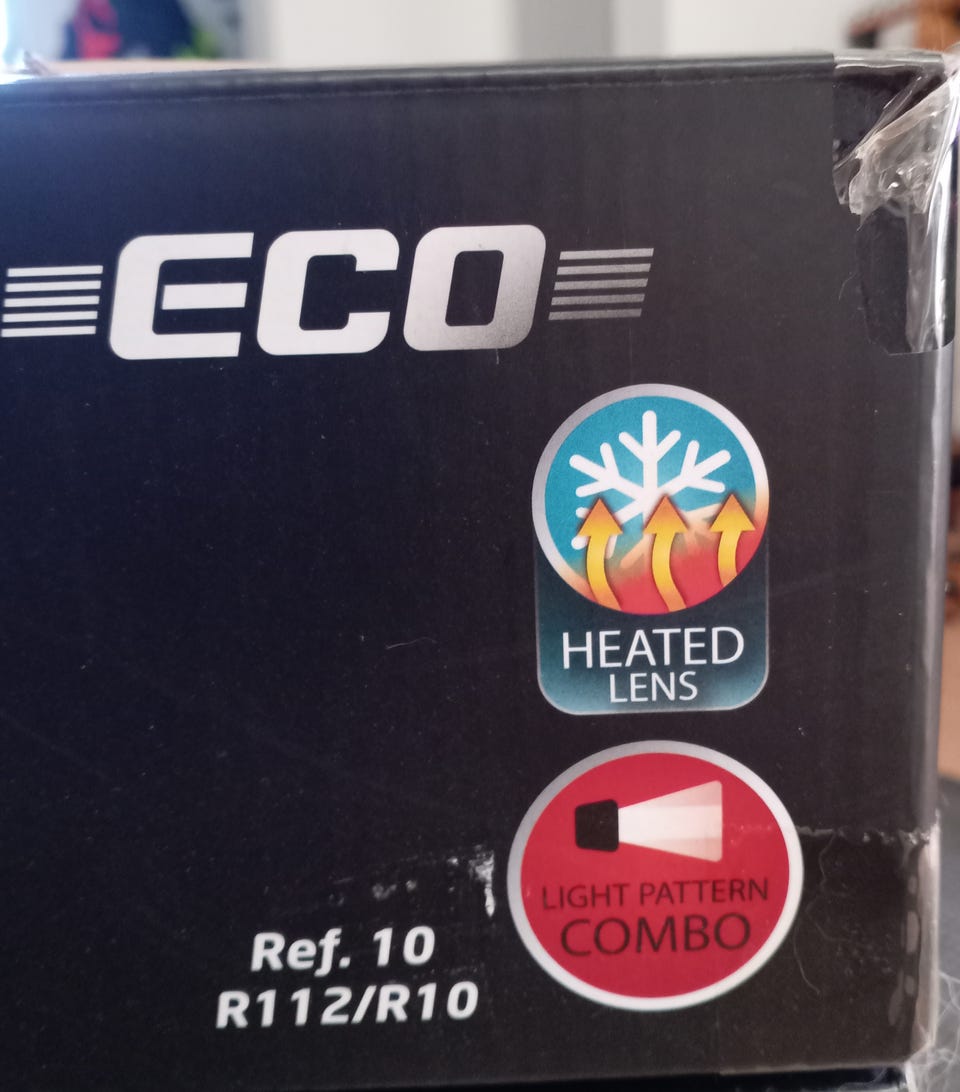 ECO
HEATED
LENS
LIGHT PATTERN
COMBO
Ref. 10
R112/R10